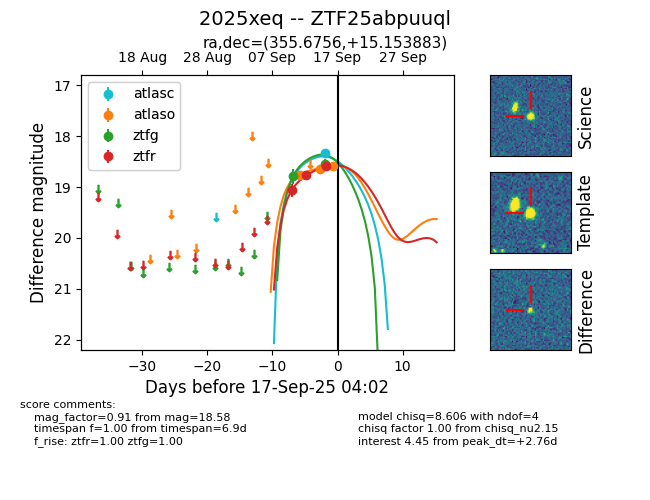 2025xeq -- ZTF25abpuuql
ra,dec=(355.6756,+15.153883)
18 Aug 28 Aug 07 Sep 17 Sep 27 Sep
17
18
19
20
21
22
Difference magnitude
atlasc
atlaso
ztfg
ztfr
−30 −20 −10 0 10
Days before 17-Sep-25 04:02
Science
Template
Difference
score comments:
mag_factor=0.91 from mag=18.58
timespan f=1.00 from timespan=6.9d
f_rise: ztfr=1.00 ztfg=1.00
model chisq=8.606 with ndof=4
chisq factor 1.00 from chisq_nu2.15
interest 4.45 from peak_dt=+2.76d